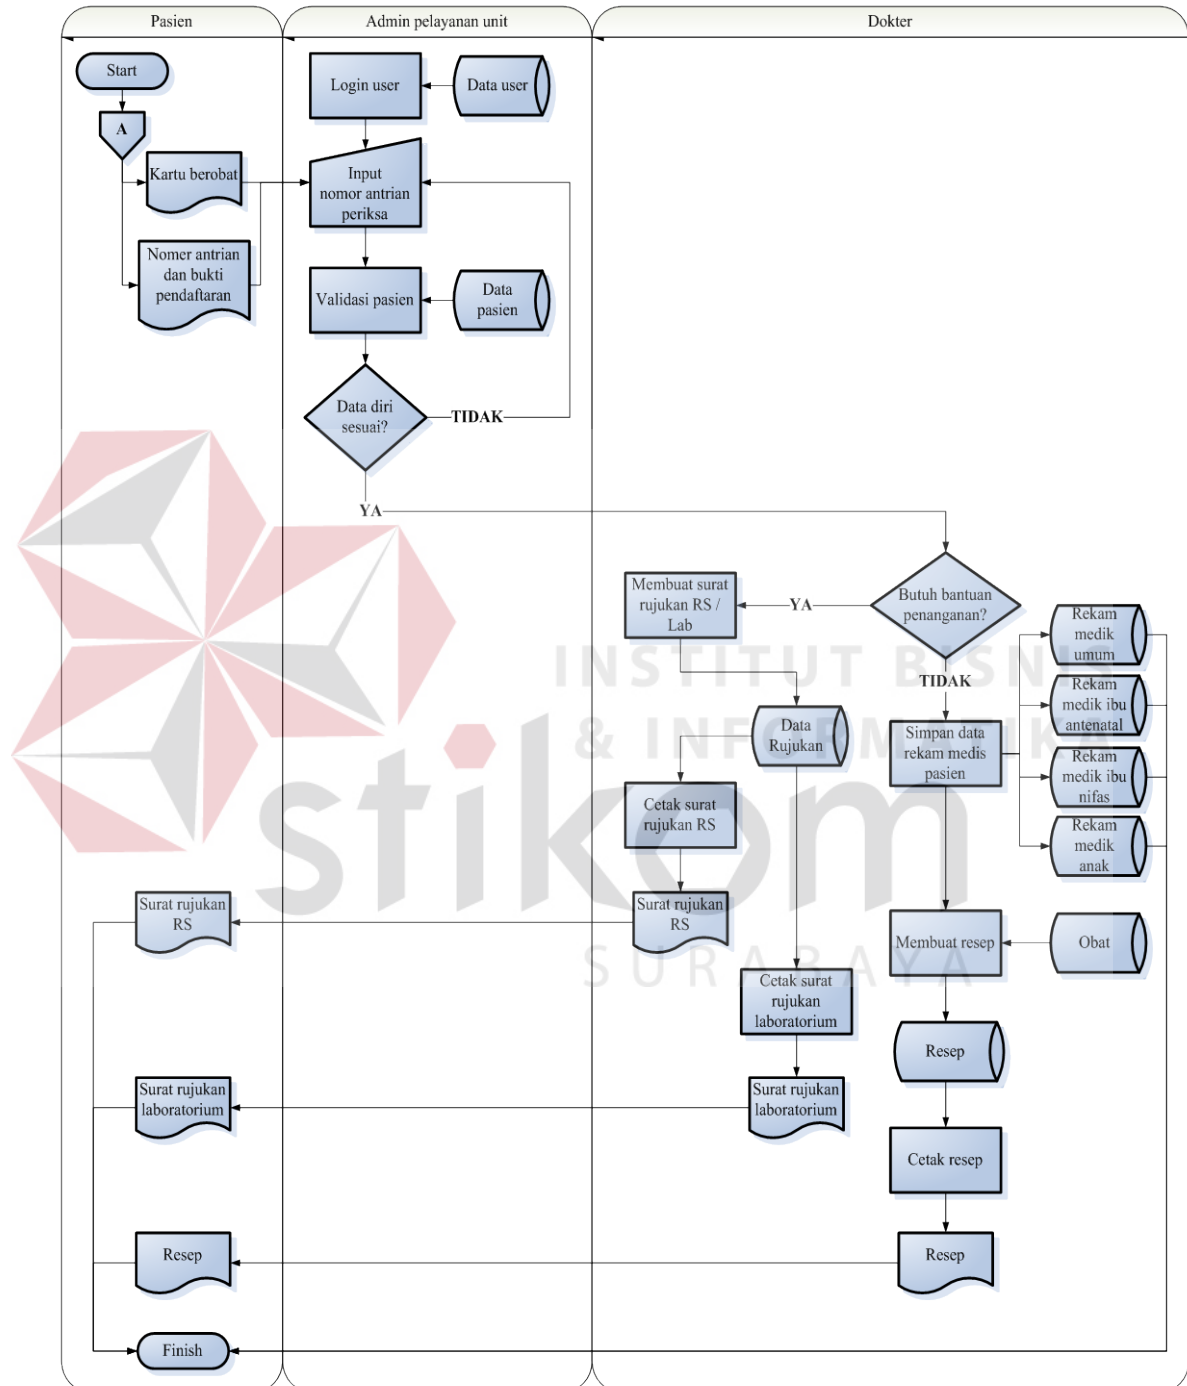 Pasien
Admin pelayanan unit
Dokter
Start
A
Kartu berobat
Nomer antrian
dan bukti
pendaftaran
Login user
Data user
Input
nomor antrian
periksa
Validasi pasien
Data
pasien
Data diri
sesuai?
TIDAK
YA
Butuh bantuan
penanganan?
YA
Membuat surat
rujukan RS /
Lab
TIDAK
Rekam
medik
umum
Rekam
medik ibu
antenatal
Rekam
medik ibu
nifas
Rekam
medik
anak
Simpan data
rekam medis
pasien
Data
Rujukan
Cetak surat
rujukan RS
Surat rujukan
RS
Surat rujukan
RS
Membuat resep
Obat
Cetak surat
rujukan
laboratorium
Resep
Surat rujukan
laboratorium
Surat rujukan
laboratorium
Cetak resep
Resep
Resep
Finish
INSTITUT BISNIS
& INFORMATIKA
stikom
SURABAYA